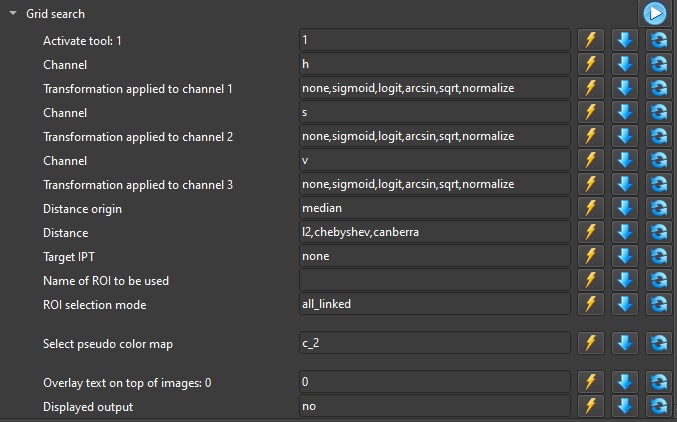 Grid search
Activate tool: 1 1
Channel h
Transformation applied to channel 1 none,sigmoid,logit,arcsin,sqrt,normalize
Channel s
Transformation applied to channel 2 none,sigmoid,logit,arcsin,sqrt,normalize
Channel v
Transformation applied to channel 3 none,sigmoid,logit,arcsin,sqrt,normalize
Distance origin median
Distance l2,chebyshev,canberra
Target IPT none
Name of ROI to be used
ROI selection mode all_linked
Select pseudo color map c_2
Overlay text on top of images: 0 0
Displayed output no